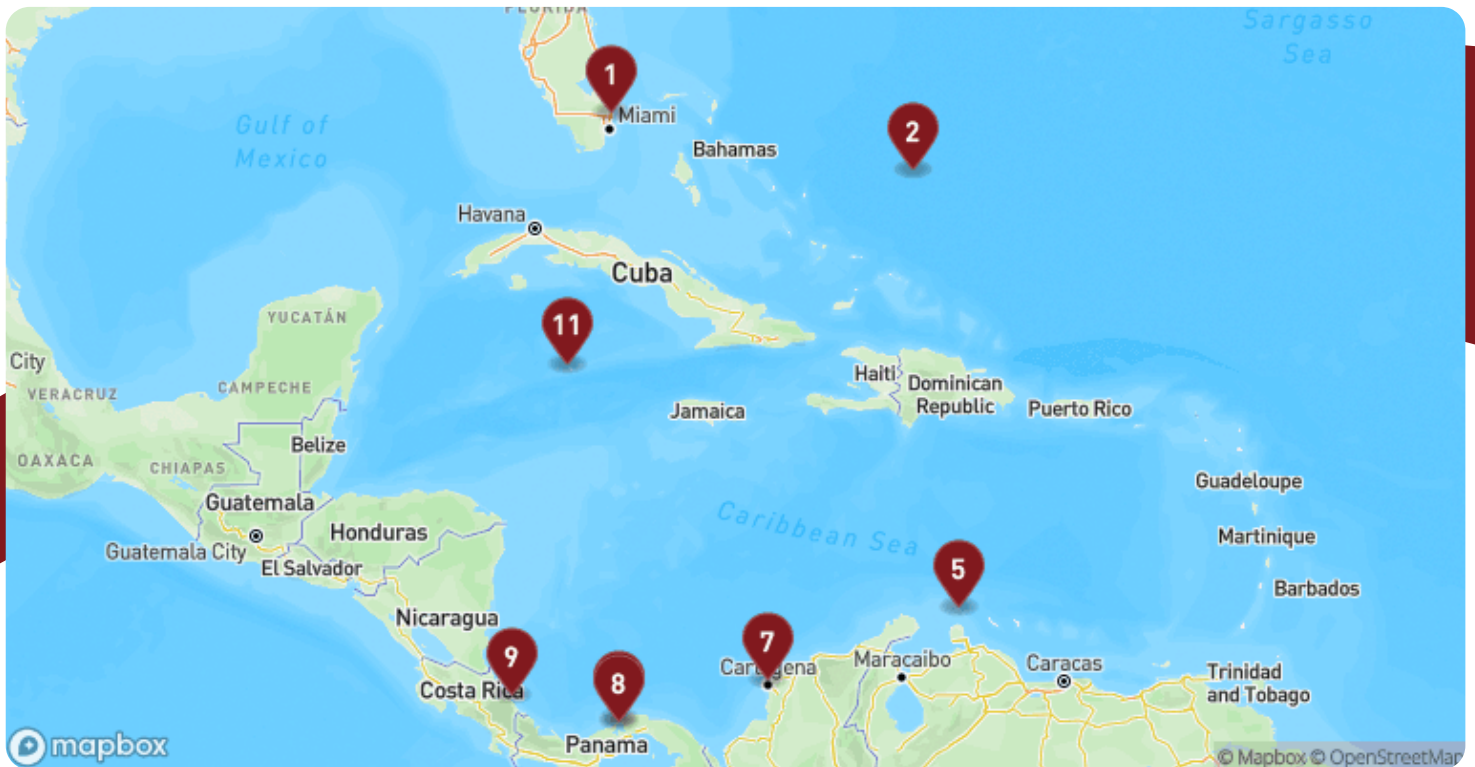 FLORIDA
Sargasso
Sea
1
Miami
2
Gulf of
Mexico
Bahamas
Havana
Cuba
YUCATÁN
11
City
Haiti
Dominican
Republic
VERACRUZ
CAMPECHE
Jamaica
Puerto Rico
Belize
OAXACA
CHIAPAS
Guadeloupe
Guatemala
Caribbean Sea
Honduras
Martinique
Guatemala City
El Salvador
5
Barbados
Nicaragua
7
9
Cartagena
Maracaibo
Caracas
Trinidad
and Tobago
Costa Rica
8
Panama
mapbox
© Mapbox © OpenStreetMap